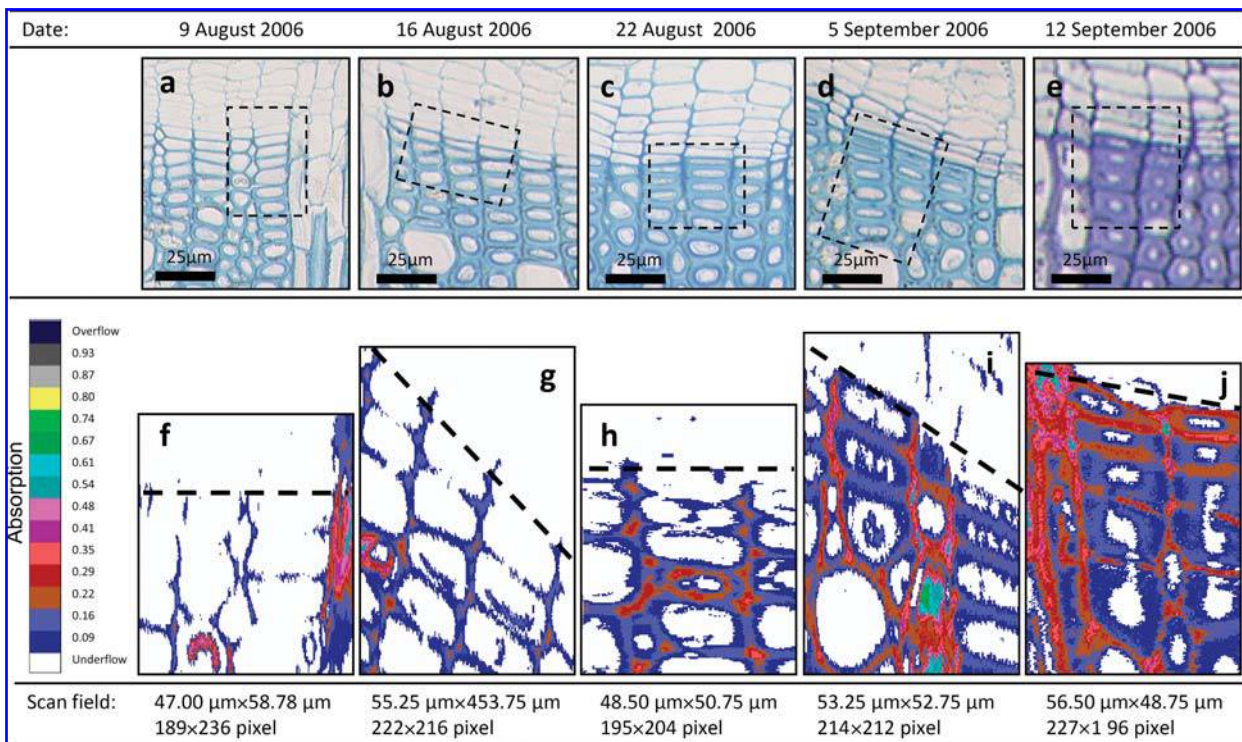 Date: 9 August 2006 16 August 2006 22 August 2006 5 September 2006 12 September 2006
a b c d e
25µm 25µm 25µm 25µm 25µm
Absorption
Overflow
0.93
0.87
0.80
0.74
0.67
0.61
0.54
0.48
0.41
0.35
0.29
0.22
0.16
0.09
Underflow
f g h i j
Scan field: 47.00 µm×58.78 µm 55.25 µm×453.75 µm 48.50 µm×50.75 µm 53.25 µm×52.75 µm 56.50 µm×48.75 µm
189×236 pixel 222×216 pixel 195×204 pixel 214×212 pixel 227×1 96 pixel